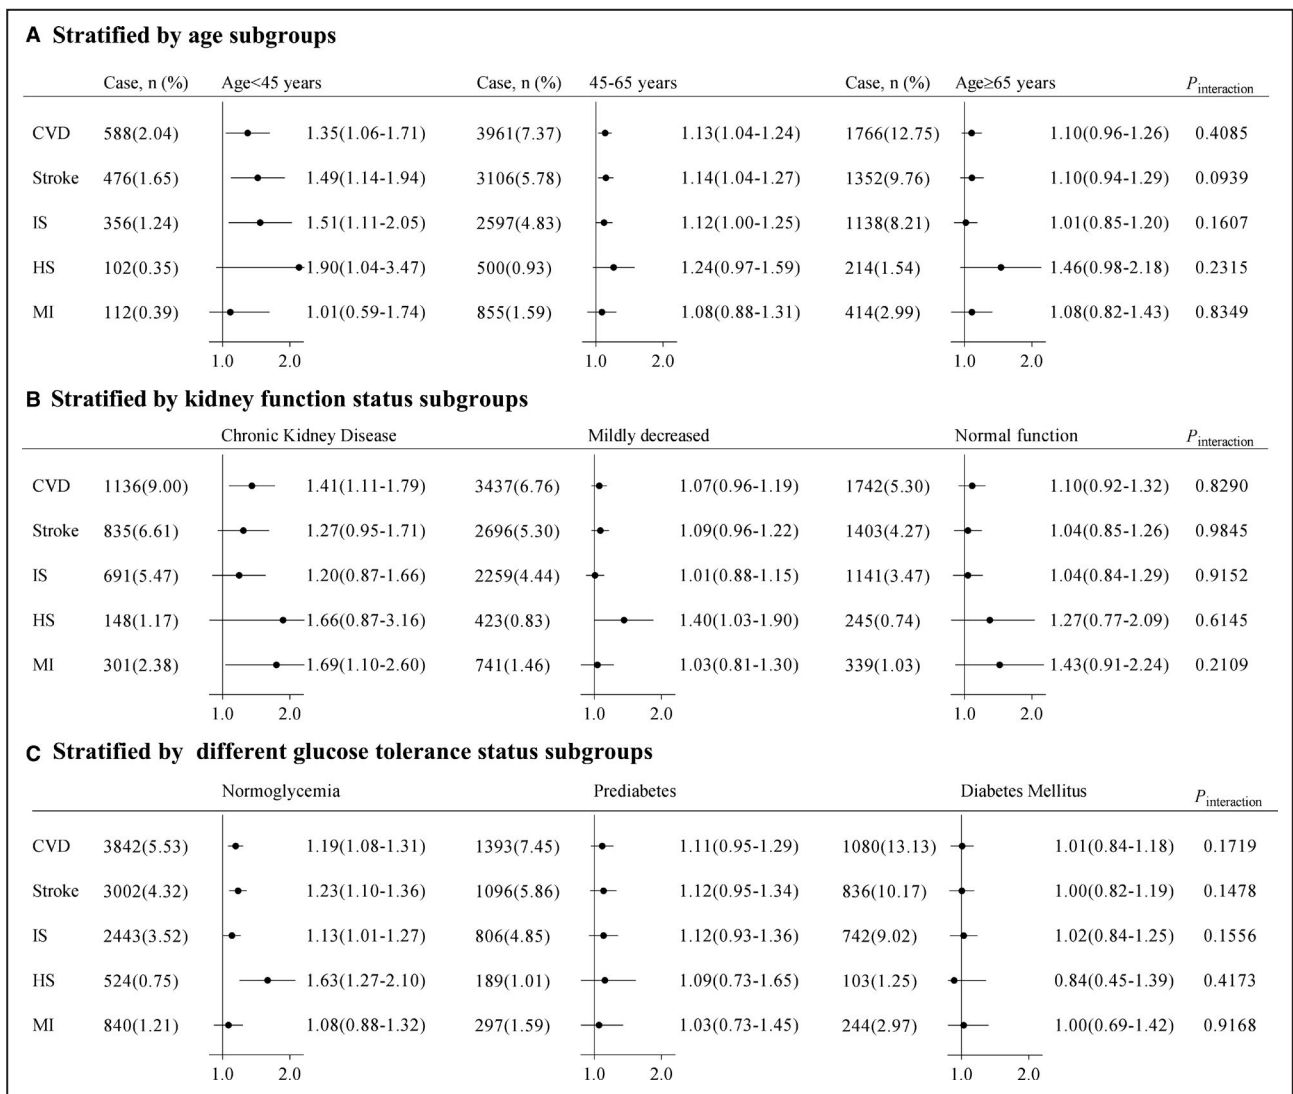 A Stratified by age subgroups
Case, n (%) Age<45 years Case, n (%) 45-65 years Case, n (%) Age≥65 years Pinteraction
CVD 588(2.04) 1.35(1.06-1.71) 3961(7.37) 1.13(1.04-1.24) 1766(12.75) 1.10(0.96-1.26) 0.4085
Stroke 476(1.65) 1.49(1.14-1.94) 3106(5.78) 1.14(1.04-1.27) 1352(9.76) 1.10(0.94-1.29) 0.0939
IS 356(1.24) 1.51(1.11-2.05) 2597(4.83) 1.12(1.00-1.25) 1138(8.21) 1.01(0.85-1.20) 0.1607
HS 102(0.35) 1.90(1.04-3.47) 500(0.93) 1.24(0.97-1.59) 214(1.54) 1.46(0.98-2.18) 0.2315
MI 112(0.39) 1.01(0.59-1.74) 855(1.59) 1.08(0.88-1.31) 414(2.99) 1.08(0.82-1.43) 0.8349
1.0 2.0 1.0 2.0 1.0 2.0
B Stratified by kidney function status subgroups
Chronic Kidney Disease Mildly decreased Normal function Pinteraction
CVD 1136(9.00) 1.41(1.11-1.79) 3437(6.76) 1.07(0.96-1.19) 1742(5.30) 1.10(0.92-1.32) 0.8290
Stroke 835(6.61) 1.27(0.95-1.71) 2696(5.30) 1.09(0.96-1.22) 1403(4.27) 1.04(0.85-1.26) 0.9845
IS 691(5.47) 1.20(0.87-1.66) 2259(4.44) 1.01(0.88-1.15) 1141(3.47) 1.04(0.84-1.29) 0.9152
HS 148(1.17) 1.66(0.87-3.16) 423(0.83) 1.40(1.03-1.90) 245(0.74) 1.27(0.77-2.09) 0.6145
MI 301(2.38) 1.69(1.10-2.60) 741(1.46) 1.03(0.81-1.30) 339(1.03) 1.43(0.91-2.24) 0.2109
1.0 2.0 1.0 2.0 1.0 2.0
C Stratified by different glucose tolerance status subgroups
Normoglycemia Prediabetes Diabetes Mellitus Pinteraction
CVD 3842(5.53) 1.19(1.08-1.31) 1393(7.45) 1.11(0.95-1.29) 1080(13.13) 1.01(0.84-1.18) 0.1719
Stroke 3002(4.32) 1.23(1.10-1.36) 1096(5.86) 1.12(0.95-1.34) 836(10.17) 1.00(0.82-1.19) 0.1478
IS 2443(3.52) 1.13(1.01-1.27) 806(4.85) 1.12(0.93-1.36) 742(9.02) 1.02(0.84-1.25) 0.1556
HS 524(0.75) 1.63(1.27-2.10) 189(1.01) 1.09(0.73-1.65) 103(1.25) 0.84(0.45-1.39) 0.4173
MI 840(1.21) 1.08(0.88-1.32) 297(1.59) 1.03(0.73-1.45) 244(2.97) 1.00(0.69-1.42) 0.9168
1.0 2.0 1.0 2.0 1.0 2.0